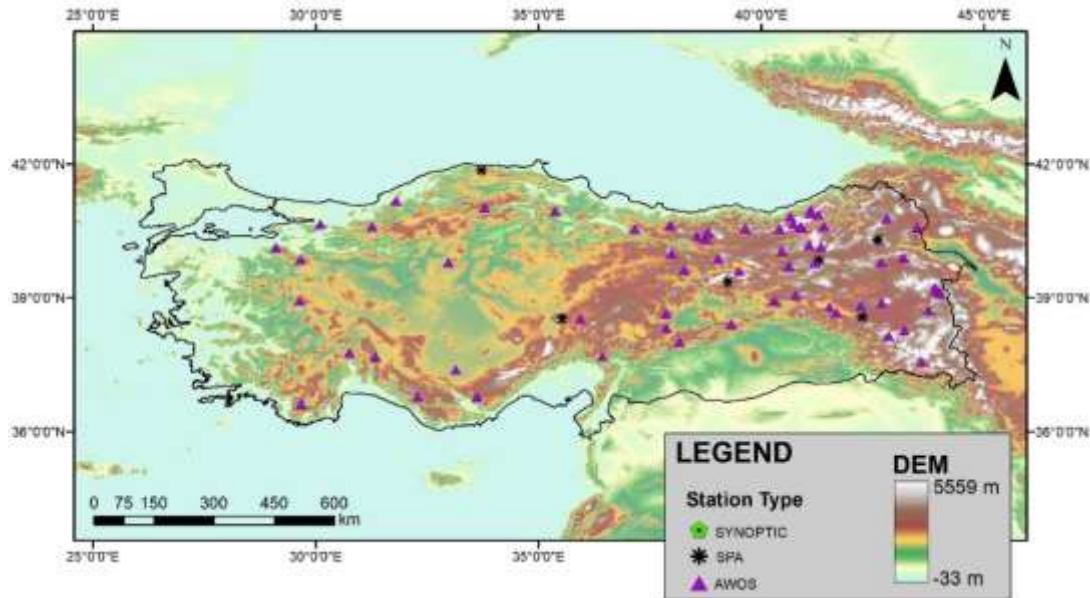 25°0'0"E 30°0'0"E 35°0'0"E 40°0'0"E 45°0'0"E
N
42°0'0"N 42°0'0"N
39°0'0"N 39°0'0"N
36°0'0"N 36°0'0"N
LEGEND
DEM
5559 m
-33 m
Station Type
SYNOPTIC
SPA
AWOS
0 75 150 300 450 600
km
25°0'0"E 30°0'0"E 35°0'0"E